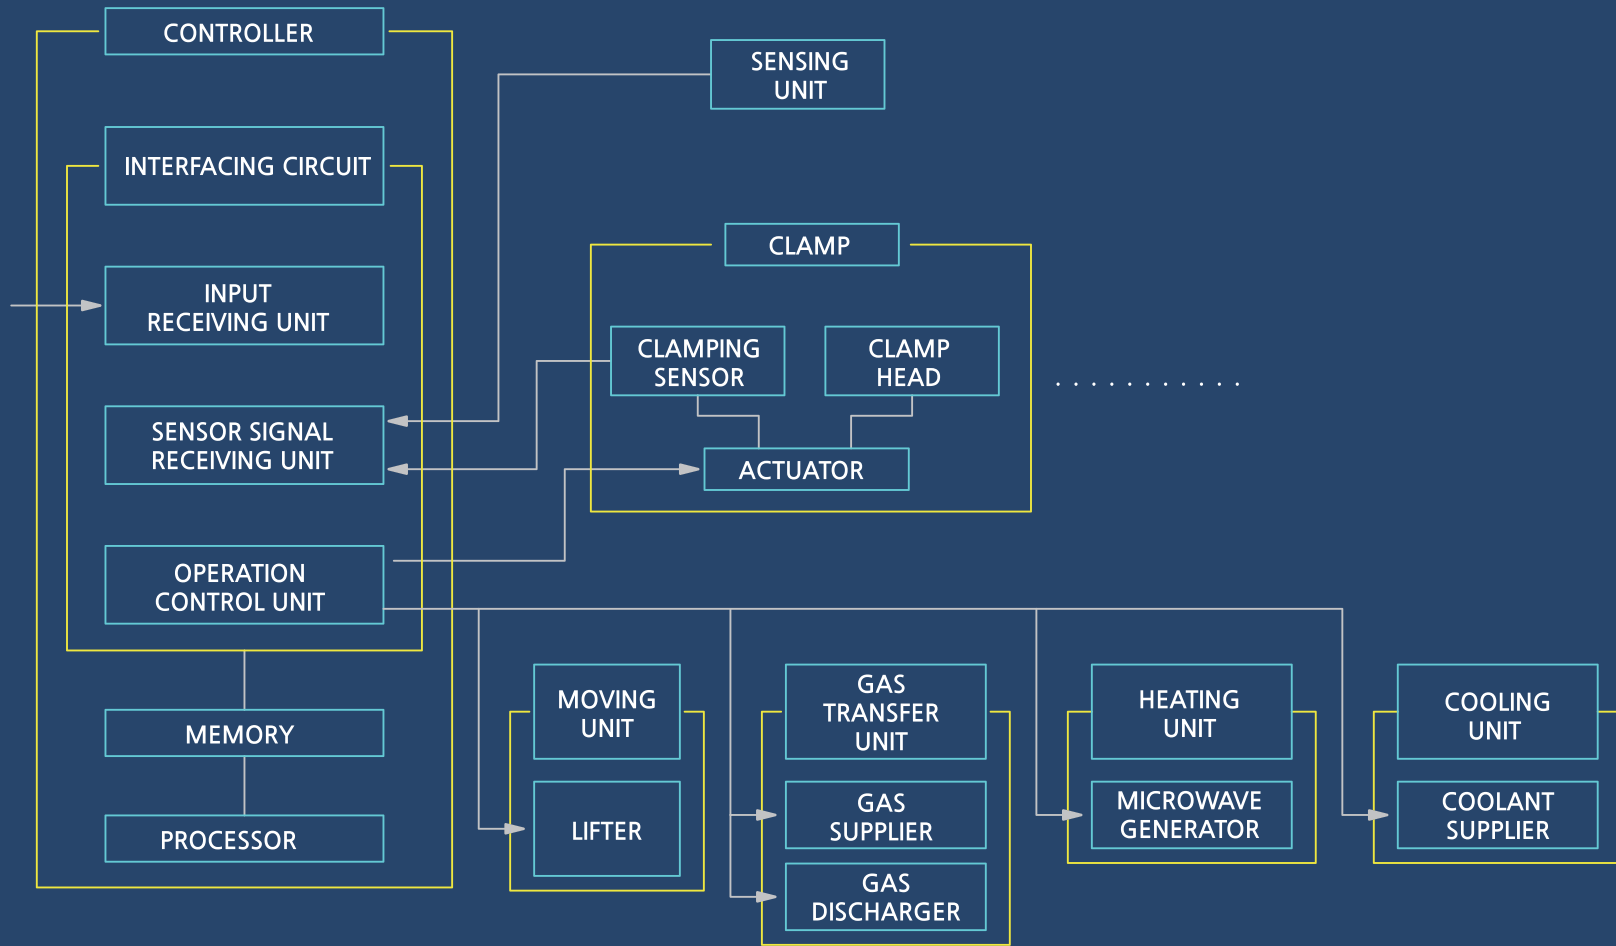 CONTROLLER
INTERFACING CIRCUIT
INPUT
RECEIVING UNIT
SENSOR SIGNAL
RECEIVING UNIT
OPERATION
CONTROL UNIT
MEMORY
PROCESSOR
SENSING
UNIT
CLAMP
CLAMPING
SENSOR
CLAMP
HEAD
ACTUATOR
. . . . . . . . . . .
MOVING
UNIT
LIFTER
GAS
TRANSFER
UNIT
GAS
SUPPLIER
GAS
DISCHARGER
HEATING
UNIT
MICROWAVE
GENERATOR
COOLING
UNIT
COOLANT
SUPPLIER